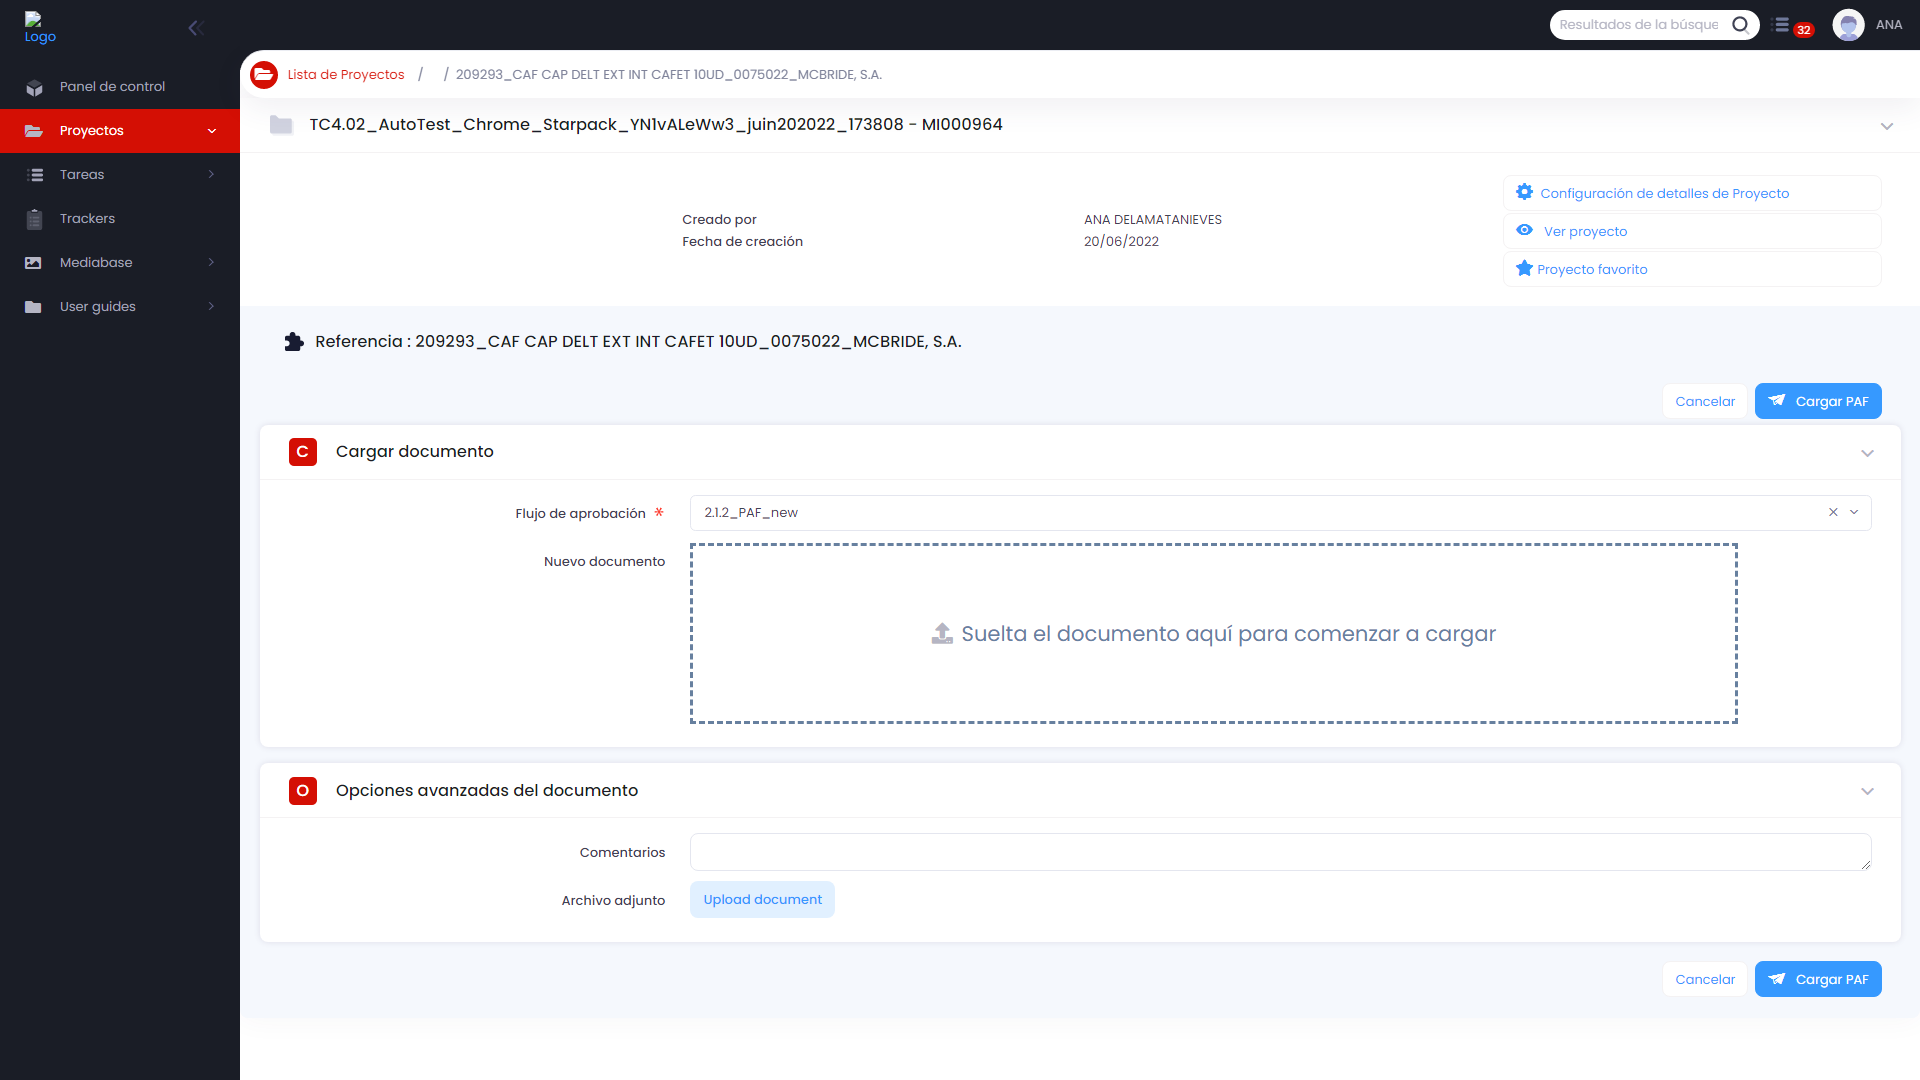 Logo
Resultados de la búsque
32
ANA
Panel de control
Proyectos
Tareas
Trackers
Mediabase
User guides
Lista de Proyectos / / 209293_CAF CAP DELT EXT INT CAFET 10UD_0075022_MCBRIDE, S.A.
TC4.02_AutoTest_Chrome_Starpack_YN1vALeWw3_juin202022_173808 - MI000964
Creado por ANA DELAMATANIEVES
Fecha de creación 20/06/2022
Configuración de detalles de Proyecto
Ver proyecto
Proyecto favorito
Referencia : 209293_CAF CAP DELT EXT INT CAFET 10UD_0075022_MCBRIDE, S.A.
Cancelar Cargar PAF
C Cargar documento
Flujo de aprobación * 2.1.2_PAF_new
Nuevo documento
Suelta el documento aquí para comenzar a cargar
O Opciones avanzadas del documento
Comentarios
Archivo adjunto Upload document
Cancelar Cargar PAF